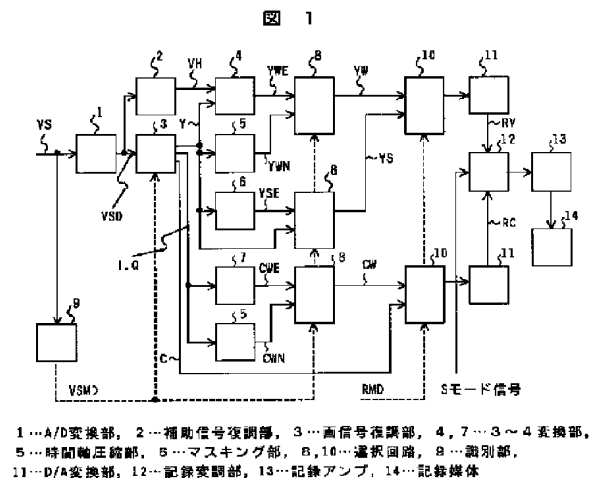 図 1
2 VH 4 YWE 8 YW 10 11
VS 1 3 Y 5 YWN RV 12 13
VSD 6 YSE 8 YS
I.Q 14
7 CWE 8 CW 10 RC 11
9 5
C CWN
VSMD RMD Sモード信号
1…A/D変換部, 2…補助信号復調部, 3…画信号復調部, 4,7…3～4変換部,
5…時間軸圧縮部, 6…マスキング部, 8,10…選択回路, 9…識別部,
11…D/A変換部, 12…記録変調部, 13…記録アンプ, 14…記録媒体